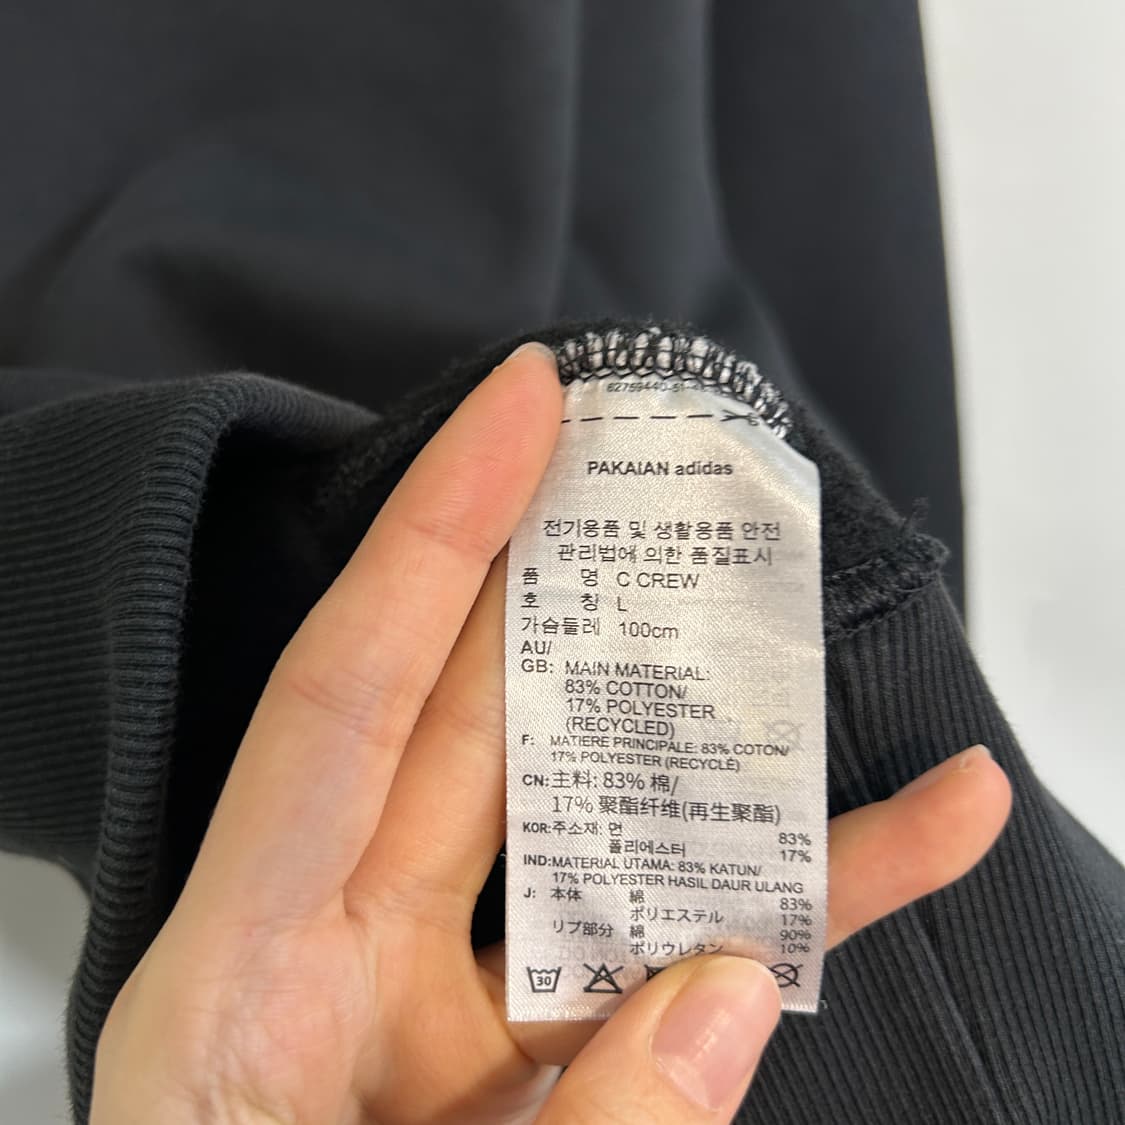 PAKAIAN adidas
전기용품 및 생활용품 안전
관리법에 의한 품질표시
품 명 C CREW
호 칭 L
가슴둘레 100cm
AU/
GB: MAIN MATERIAL:
83% COTTON/
17% POLYESTER
(RECYCLED)
F: MATIERE PRINCIPALE: 83% COTON/
17% POLYESTER (RECYCLÉ)
CN: 主料: 83% 棉/
17% 聚酯纤维(再生聚酯)
KOR: 주소재: 면 83%
폴리에스터 17%
IND: MATERIAL UTAMA: 83% KATUN/
17% POLYESTER HASIL DAUR ULANG
J: 本体 綿 83%
ポリエステル 17%
リブ部分 綿 90%
ポリウレタン 10%
30